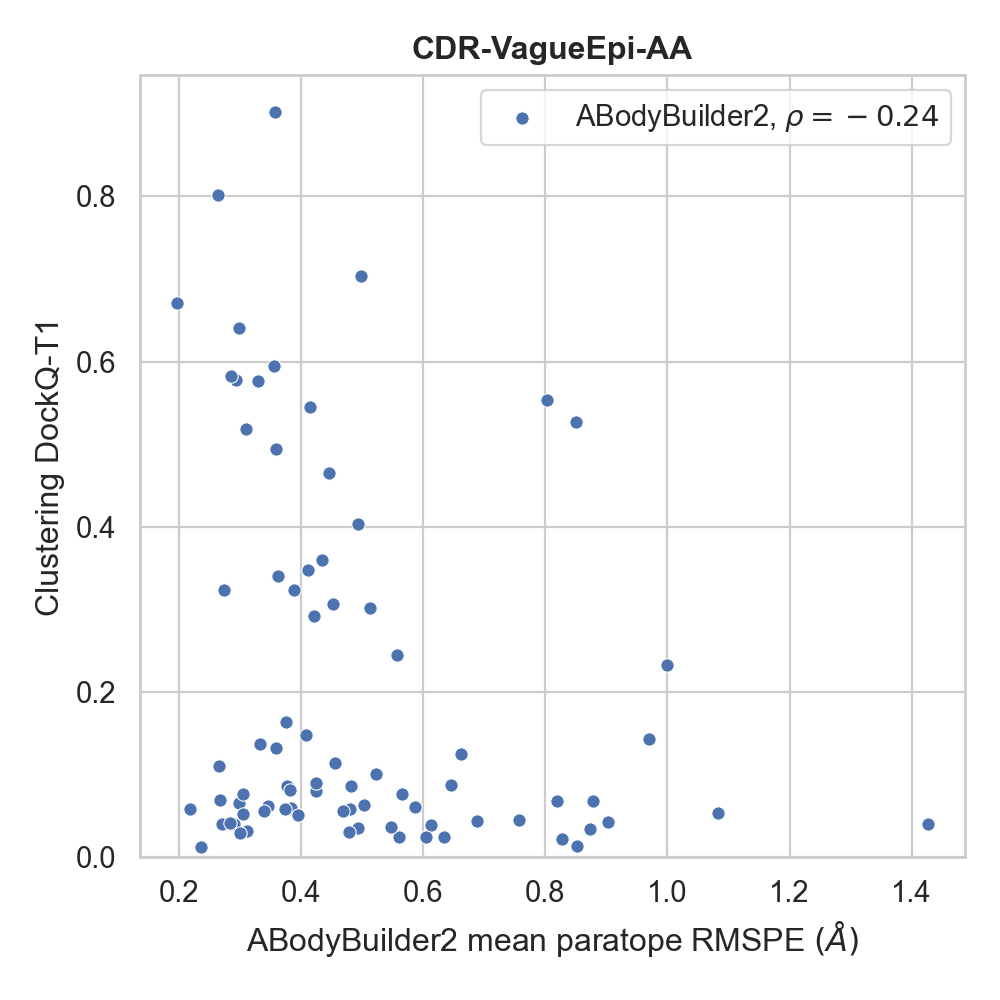 CDR-VagueEpi-AA
ABodyBuilder2, ρ = − 0.24
Clustering DockQ-T1
0.8
0.6
0.4
0.2
0.0
0.2 0.4 0.6 0.8 1.0 1.2 1.4
ABodyBuilder2 mean paratope RMSPE (Å)